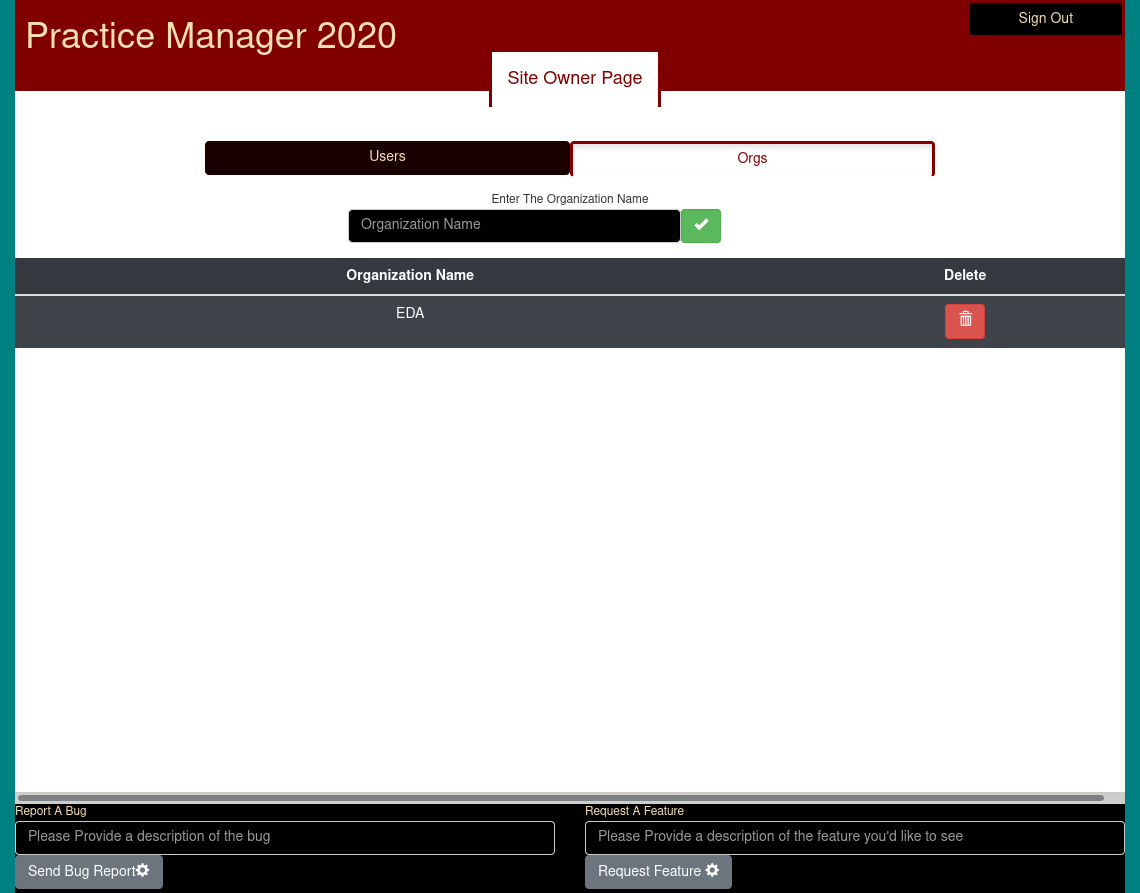 Practice Manager 2020
Sign Out
Site Owner Page
Users
Orgs
Enter The Organization Name
Organization Name
Organization Name Delete
EDA
Report A Bug
Please Provide a description of the bug
Send Bug Report
Request A Feature
Please Provide a description of the feature you'd like to see
Request Feature